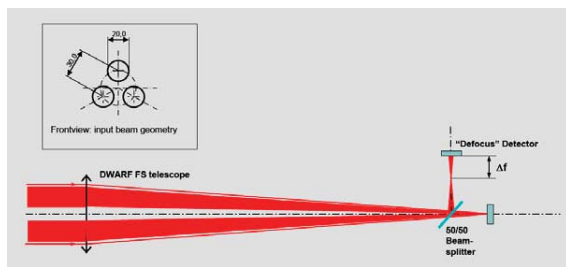 20,0
30,0
Frontview: input beam geometry
DWARF FS telescope
"Defocus" Detector
Δf
50/50
Beam-
splitter